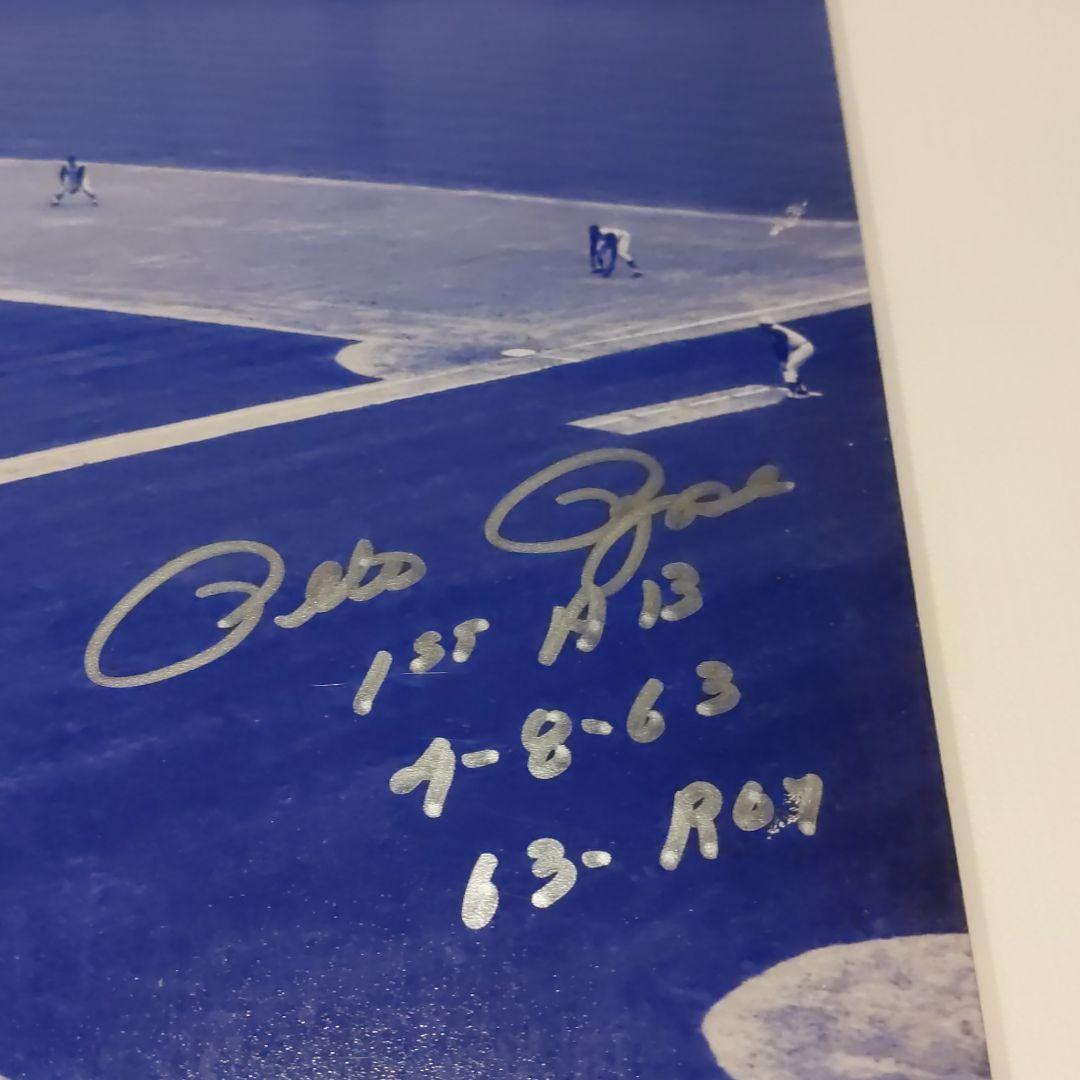 Pete Rose
1ST AB
4-8-63
63- ROY